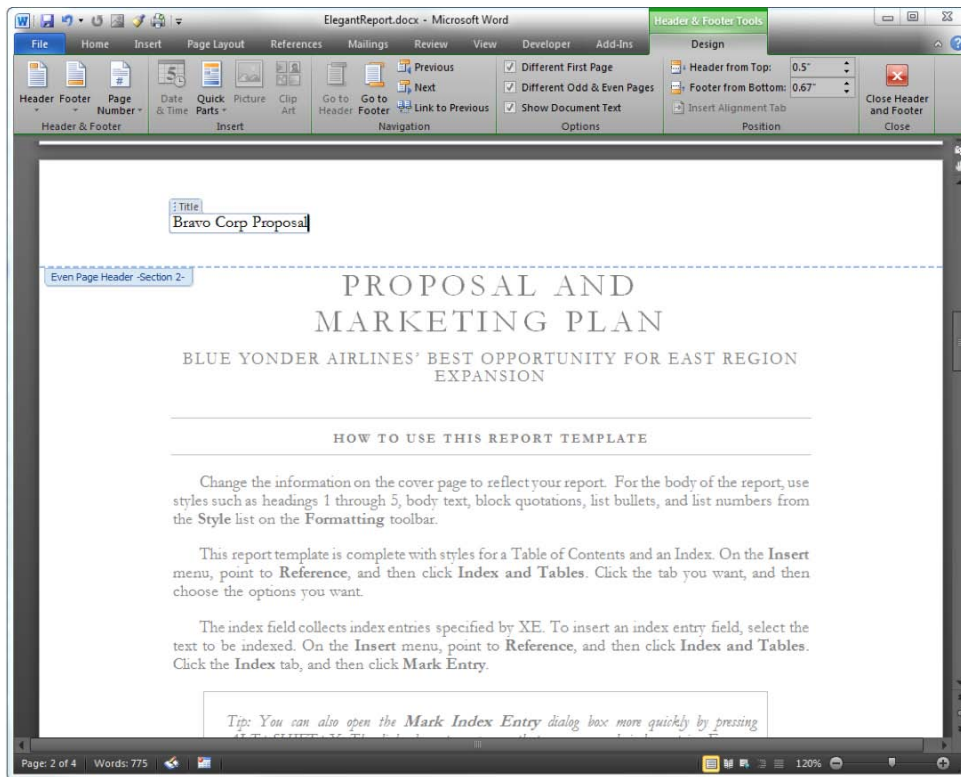 ElegantReport.docx - Microsoft Word
Header & Footer Tools
File Home Insert Page Layout References Mailings Review View Developer Add-Ins Design
Header Footer Page Number
Header & Footer
Date & Time Quick Parts Picture Clip Art
Insert
Go to Header Go to Footer
Previous
Next
Link to Previous
Navigation
Different First Page
Different Odd & Even Pages
Show Document Text
Options
Header from Top: 0.5"
Footer from Bottom: 0.67"
Insert Alignment Tab
Position
Close Header and Footer
Close
Title
Bravo Corp Proposal
Even Page Header -Section 2-
PROPOSAL AND
MARKETING PLAN
BLUE YONDER AIRLINES' BEST OPPORTUNITY FOR EAST REGION
EXPANSION
HOW TO USE THIS REPORT TEMPLATE
Change the information on the cover page to reflect your report. For the body of the report, use
styles such as headings 1 through 5, body text, block quotations, list bullets, and list numbers from
the Style list on the Formatting toolbar.
This report template is complete with styles for a Table of Contents and an Index. On the Insert
menu, point to Reference, and then click Index and Tables. Click the tab you want, and then
choose the options you want.
The index field collects index entries specified by XE. To insert an index entry field, select the
text to be indexed. On the Insert menu, point to Reference, and then click Index and Tables.
Click the Index tab, and then click Mark Entry.
Tip: You can also open the Mark Index Entry dialog box more quickly by pressing
Page: 2 of 4 Words: 775 120%